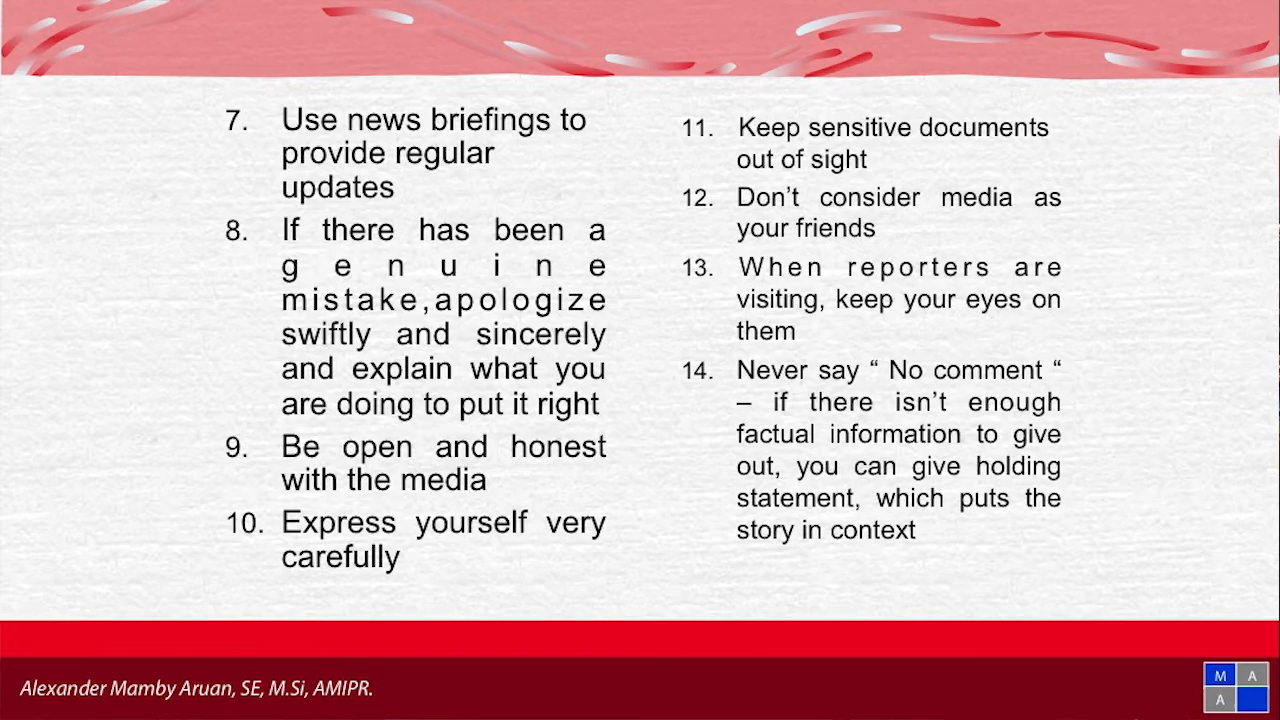 7. Use news briefings to
provide regular
updates
8. If there has been a
g e n u i n e
mistake,apologize
swiftly and sincerely
and explain what you
are doing to put it right
9. Be open and honest
with the media
10. Express yourself very
carefully
11. Keep sensitive documents
out of sight
12. Don’t consider media as
your friends
13. When reporters are
visiting, keep your eyes on
them
14. Never say “ No comment “
– if there isn’t enough
factual information to give
out, you can give holding
statement, which puts the
story in context
Alexander Mamby Aruan, SE, M.Si, AMIPR.
M A
A